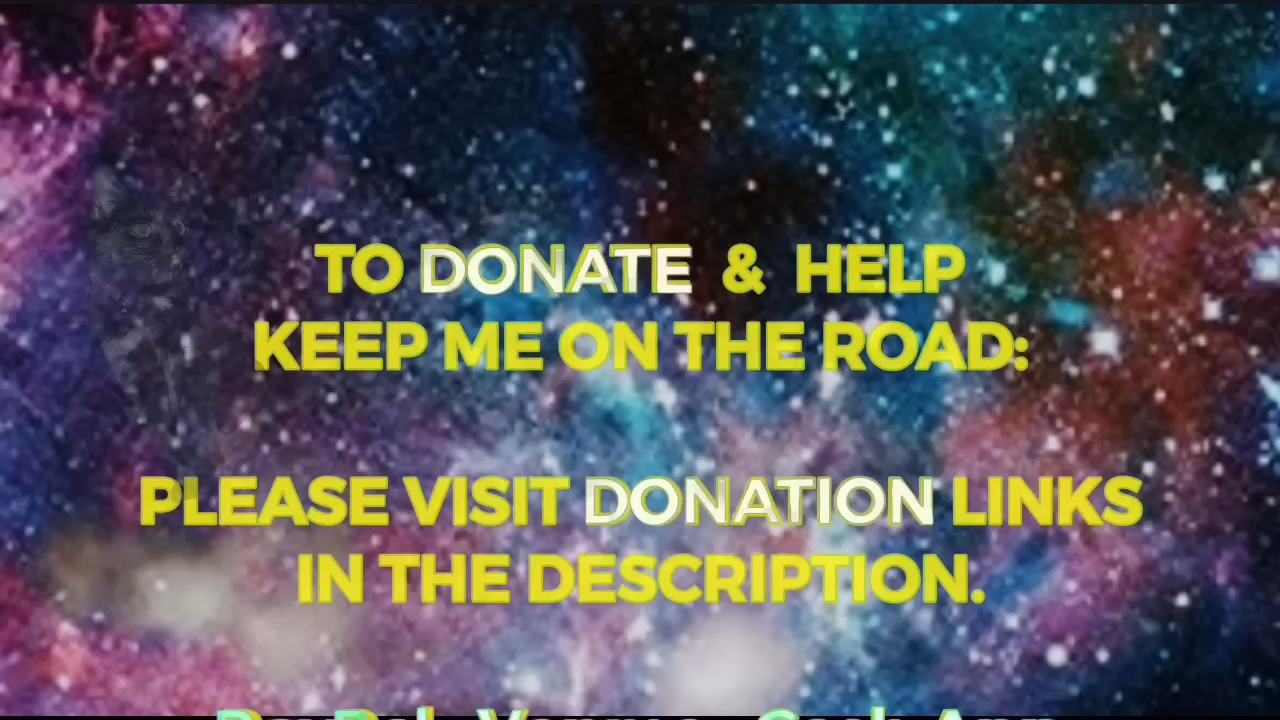 TO DONATE & HELP
KEEP ME ON THE ROAD:
PLEASE VISIT DONATION LINKS
IN THE DESCRIPTION.